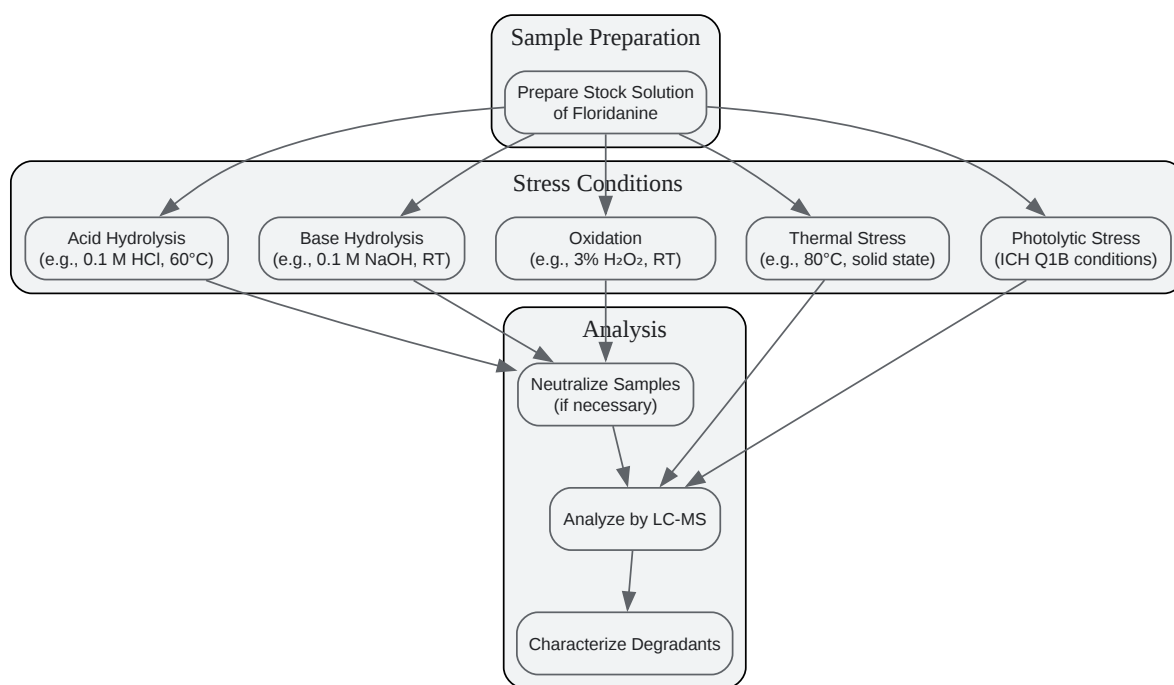 Sample Preparation
Prepare Stock Solution
of Floridanine
Stress Conditions
Acid Hydrolysis
(e.g., 0.1 M HCl, 60°C)
Base Hydrolysis
(e.g., 0.1 M NaOH, RT)
Oxidation
(e.g., 3% H₂O₂, RT)
Thermal Stress
(e.g., 80°C, solid state)
Photolytic Stress
(ICH Q1B conditions)
Analysis
Neutralize Samples
(if necessary)
Analyze by LC-MS
Characterize Degradants